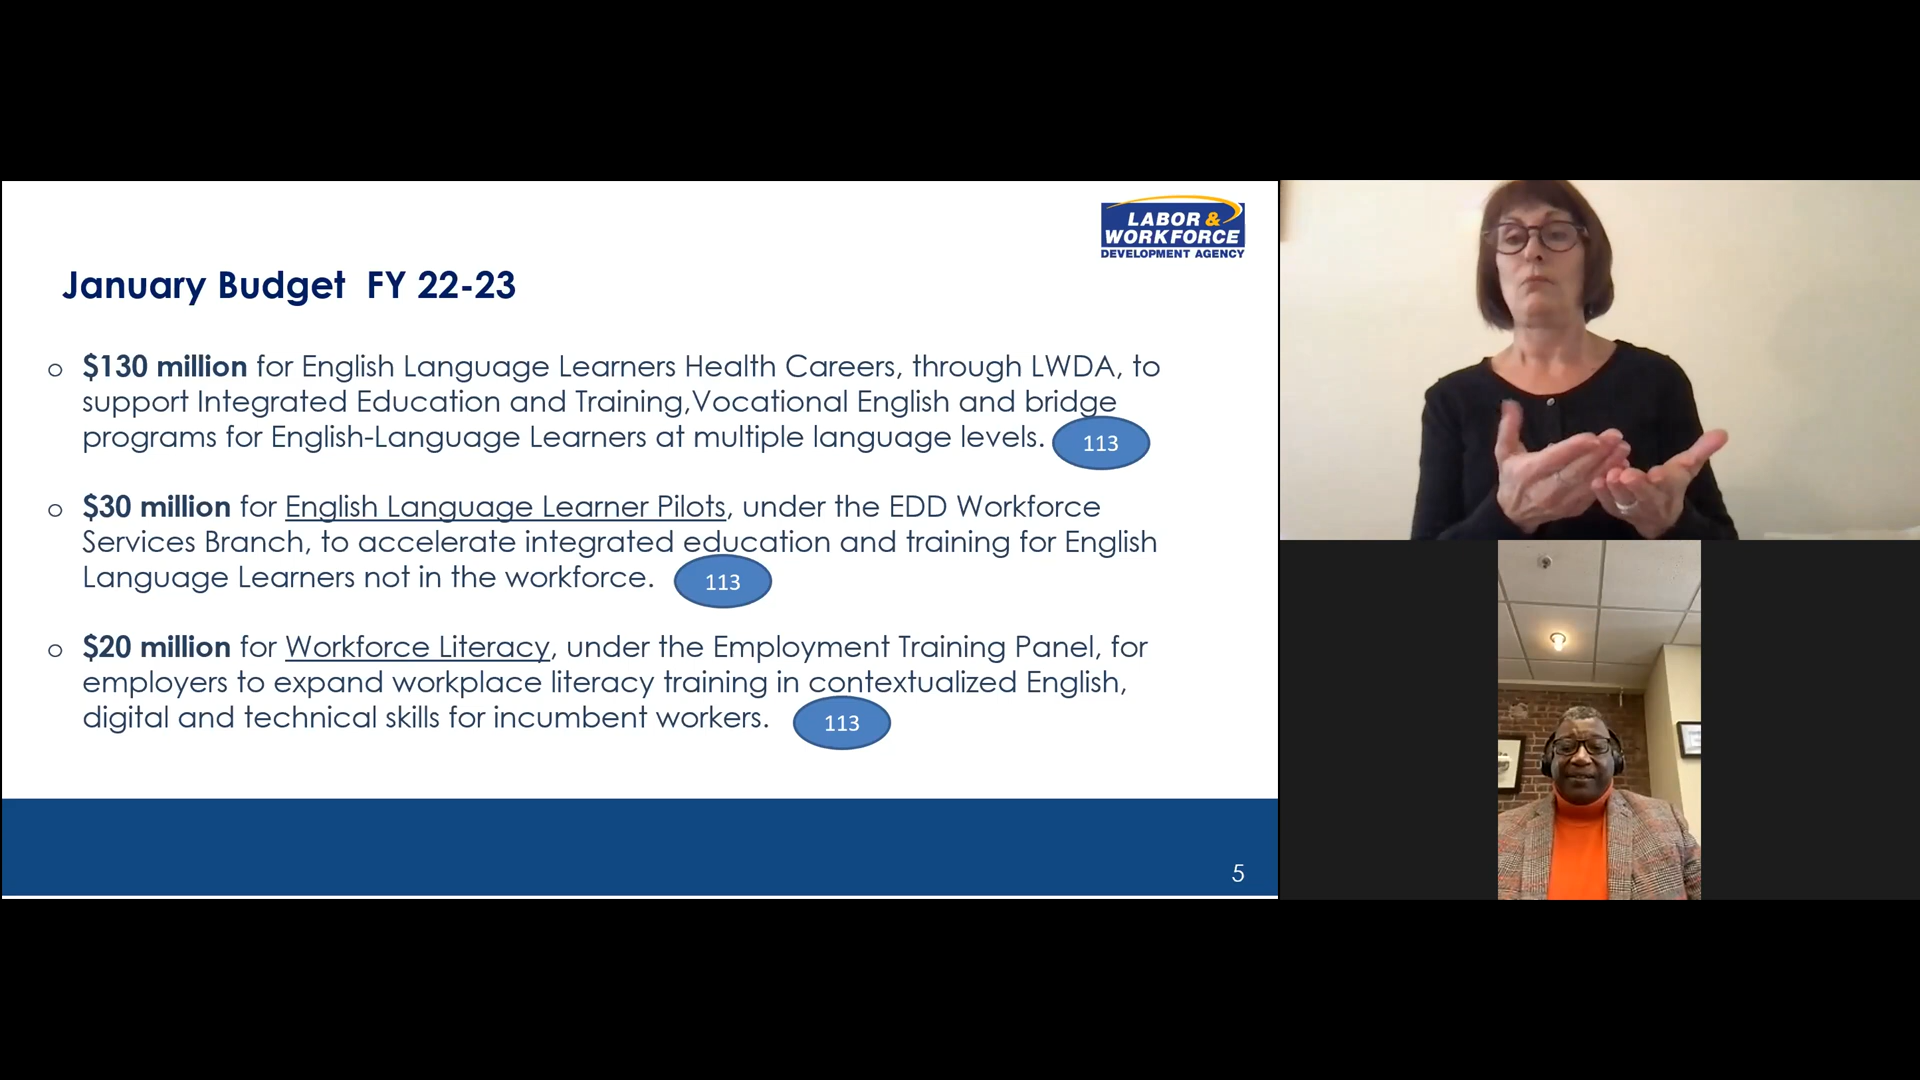 LABOR &
WORKFORCE
DEVELOPMENT AGENCY
January Budget FY 22-23
o $130 million for English Language Learners Health Careers, through LWDA, to
support Integrated Education and Training,Vocational English and bridge
programs for English-Language Learners at multiple language levels. 113
o $30 million for English Language Learner Pilots, under the EDD Workforce
Services Branch, to accelerate integrated education and training for English
Language Learners not in the workforce. 113
o $20 million for Workforce Literacy, under the Employment Training Panel, for
employers to expand workplace literacy training in contextualized English,
digital and technical skills for incumbent workers. 113
5